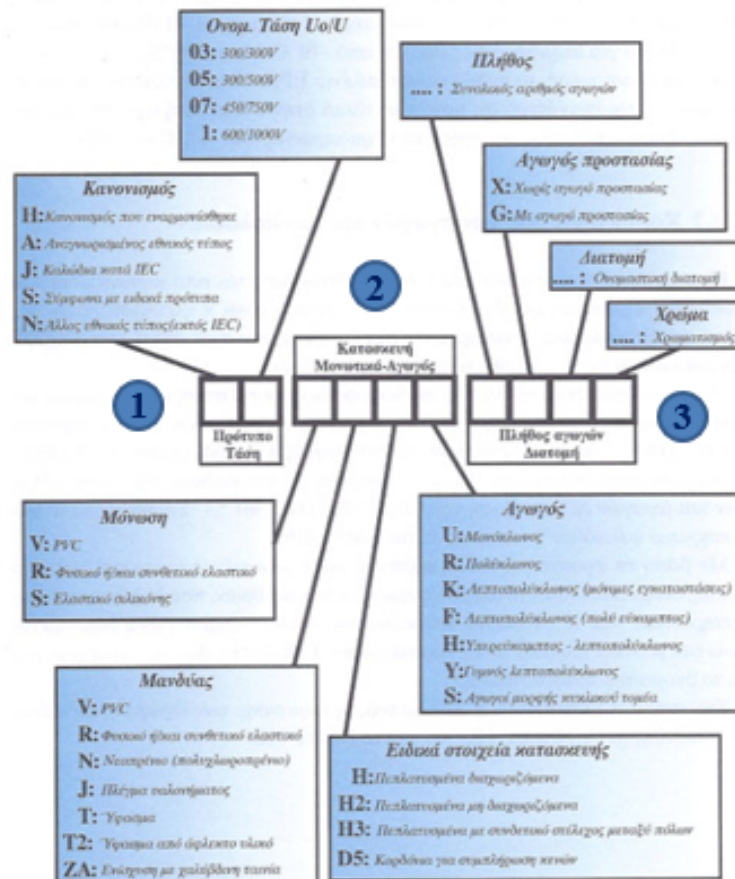 Ονομ. Τάση Uo/U
03: 300/300V
05: 300/500V
07: 450/750V
1: 600/1000V
Πλήθος
.... : Συνολικός αριθμός αγωγών
Αγωγός προστασίας
X: Χωρίς αγωγό προστασίας
G: Με αγωγό προστασίας
Διατομή
.... : Ονομαστική διατομή
Χρώμα
.... : Χρωματισμός
Κανονισμός
H: Κανονισμός που εναρμονίσθηκε
A: Αναγνωρισμένος εθνικός τύπος
J: Καλώδια κατά IEC
S: Σύμφωνα με ειδικά πρότυπα
N: Άλλος εθνικός τύπος (εκτός IEC)
2
Κατασκευή
Μονωτικά-Αγωγός
1
3
Πρότυπο
Τάση
Πλήθος αγωγών
Διατομή
Μόνωση
V: PVC
R: Φυσικό ή/και συνθετικό ελαστικό
S: Ελαστικό σιλικόνης
Αγωγός
U: Μονόκλωνος
R: Πολύκλωνος
K: Λεπτοπολύκλωνος (μόνιμες εγκαταστάσεις)
F: Λεπτοπολύκλωνος (πολύ εύκαμπτος)
H: Υπερεύκαμπτος - λεπτοπολύκλωνος
Y: Γυμνός λεπτοπολύκλωνος
S: Αγωγοί μορφής κυκλικού τομέα
Μανδύας
V: PVC
R: Φυσικό ή/και συνθετικό ελαστικό
N: Νεοπρένιο (πολυχλωροπρένιο)
J: Πλέγμα υαλονήματος
T: Ύφασμα
T2: Ύφασμα από άφλεκτο υλικό
ZA: Ενίσχυση με χαλύβδινη ταινία
Ειδικά στοιχεία κατασκευής
H: Πεπλατυσμένα διαχωριζόμενα
H2: Πεπλατυσμένα μη διαχωριζόμενα
H3: Πεπλατυσμένα με συνδετικό στέλεχος μεταξύ πόλων
D5: Κορδόνια για συμπλήρωση κενών